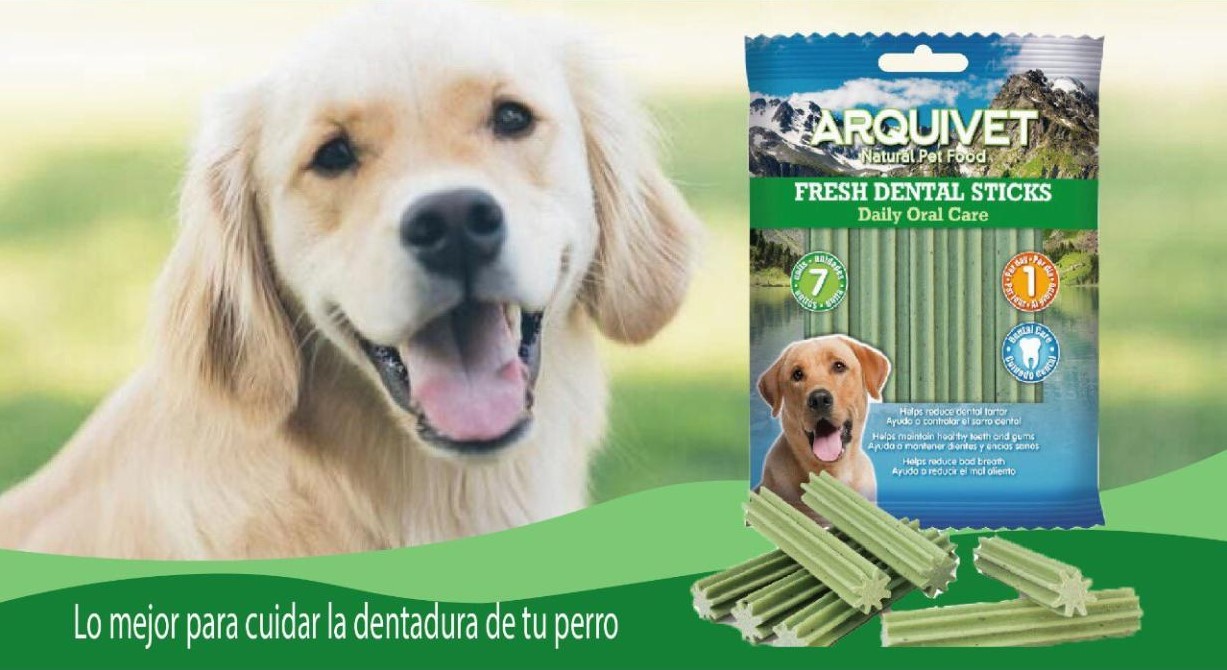 ARQUIVET
Natural Pet Food
FRESH DENTAL STICKS
Daily Oral Care
7
1
Dental Care
Cuidado dental
Helps reduce dental tartar
Ayuda a controlar el sarro dental
Helps maintain healthy teeth and gums
Ayuda a mantener dientes y encías sanos
Helps reduce bad breath
Ayuda a reducir el mal aliento
Lo mejor para cuidar la dentadura de tu perro